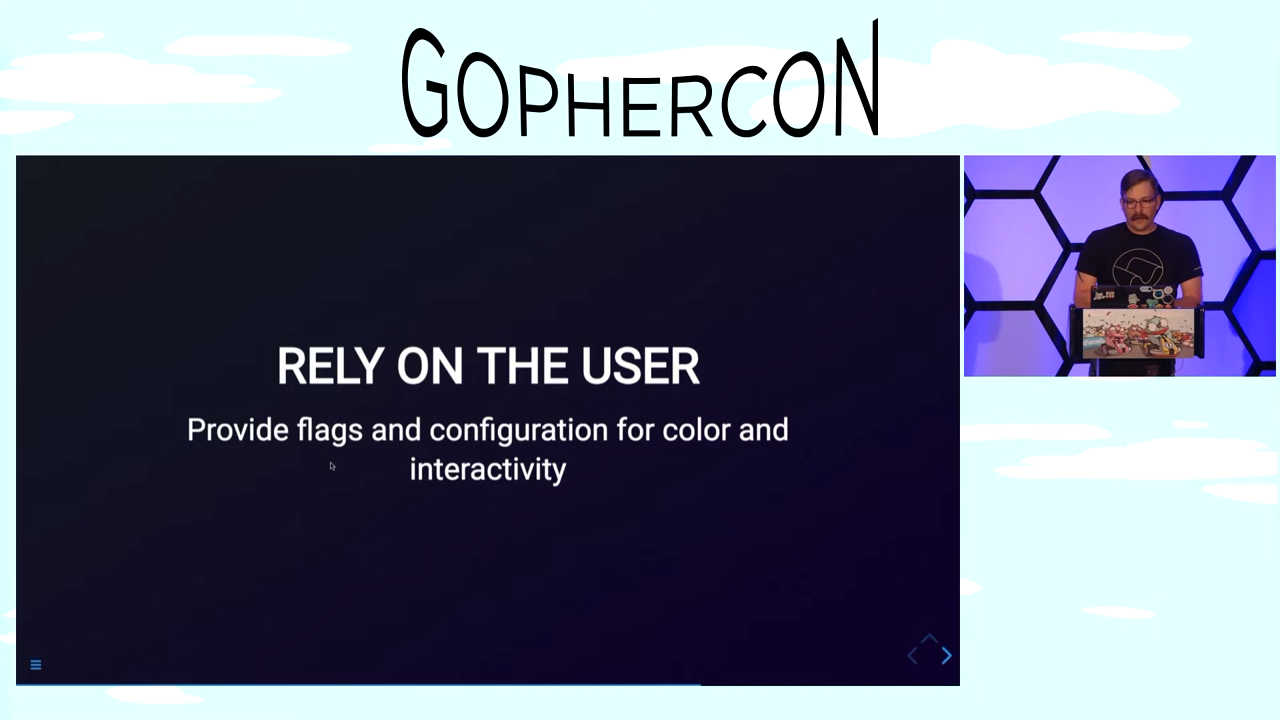 GOPHERCON
RELY ON THE USER
Provide flags and configuration for color and
interactivity